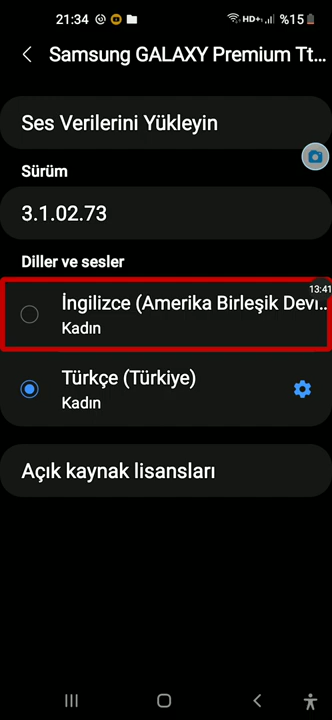 21:34 HD+ %15
Samsung GALAXY Premium Tt...
Ses Verilerini Yükleyin
Sürüm
3.1.02.73
Diller ve sesler
13:41
İngilizce (Amerika Birleşik Devl..
Kadın
Türkçe (Türkiye)
Kadın
Açık kaynak lisansları